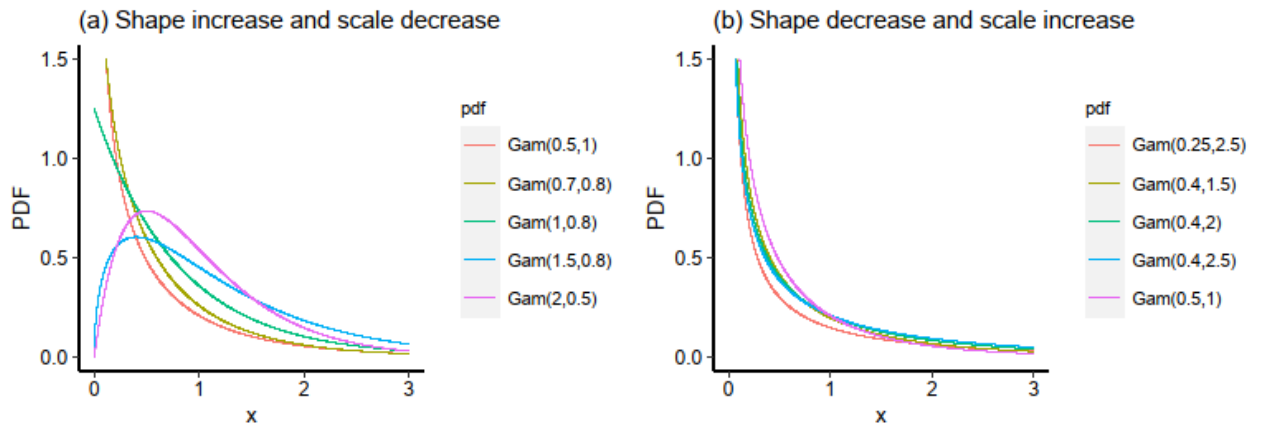 (a) Shape increase and scale decrease
1.5
1.0
0.5
0.0
PDF
0
1
2
3
x
pdf
Gam(0.5,1)
Gam(0.7,0.8)
Gam(1,0.8)
Gam(1.5,0.8)
Gam(2,0.5)
(b) Shape decrease and scale increase
1.5
1.0
0.5
0.0
PDF
0
1
2
3
x
pdf
Gam(0.25,2.5)
Gam(0.4,1.5)
Gam(0.4,2)
Gam(0.4,2.5)
Gam(0.5,1)